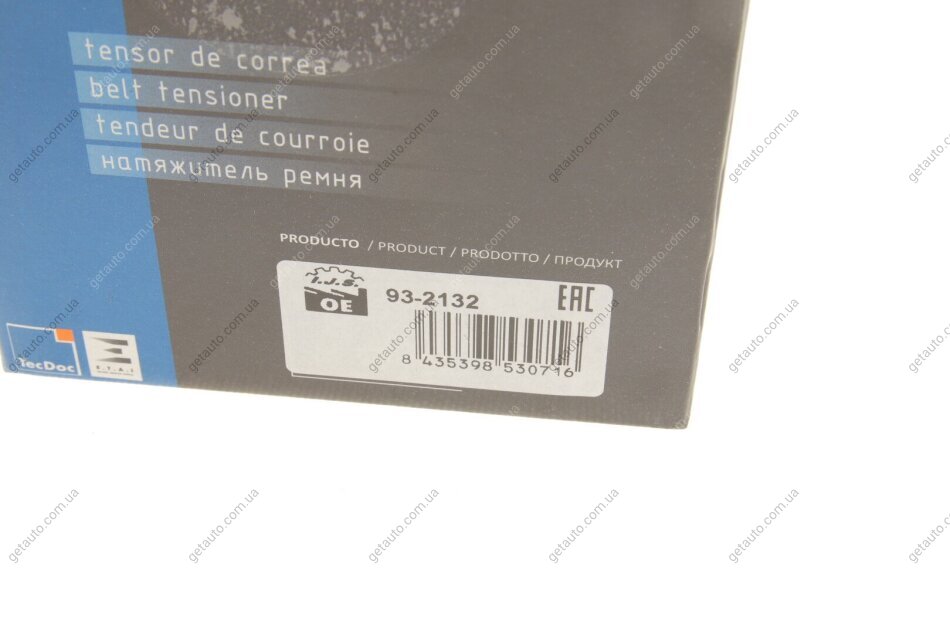 tensor de correa
belt tensioner
tendeur de courroie
натяжитель ремня
PRODUCTO / PRODUCT / PRODOTTO / ПРОДУКТ
I.J.S.
OE
93-2132
EAC
8 435398 530716
TecDoc
E.T.A.I
getauto.com.ua